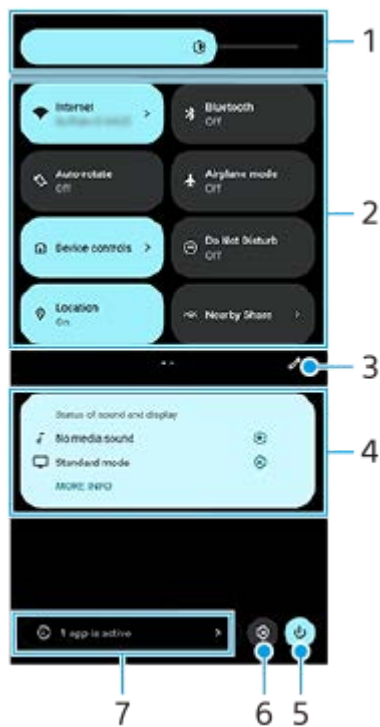 1
Internet
Bluetooth
Off
Auto-rotate
Off
Airplane mode
Off
2
Device controls
Do Not Disturb
Off
Location
On
Nearby Share
3
Status of sound and display
No media sound
4
Standard mode
MORE INFO
1 app is active
7
6
5